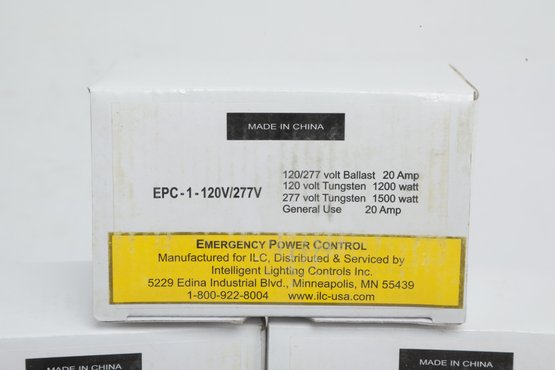 MADE IN CHINA
EPC-1-120V/277V
120/277 volt Ballast 20 Amp
120 volt Tungsten 1200 watt
277 volt Tungsten 1500 watt
General Use 20 Amp
EMERGENCY POWER CONTROL
Manufactured for ILC, Distributed & Serviced by
Intelligent Lighting Controls Inc.
5229 Edina Industrial Blvd., Minneapolis, MN 55439
1-800-922-8004 www.ilc-usa.com
MADE IN CHINA
MADE IN CHINA